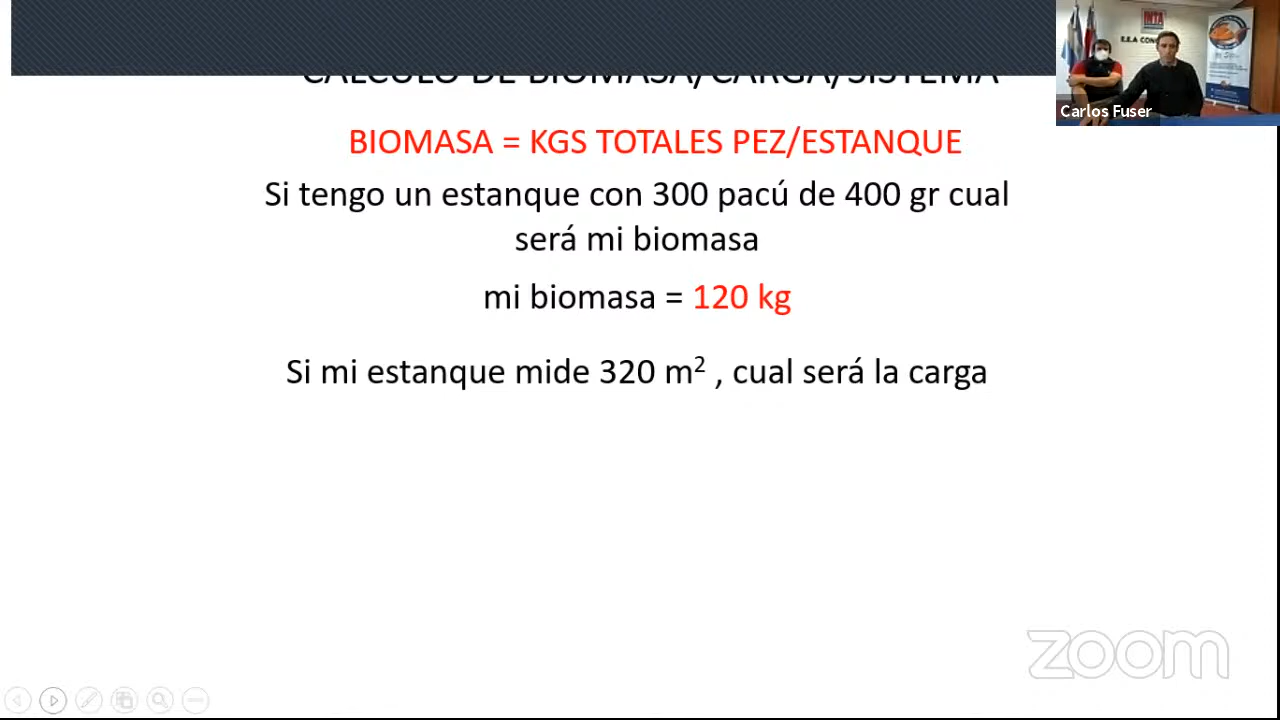 CALCULO DE BIOMASA/CARGA/SISTEMA
BIOMASA = KGS TOTALES PEZ/ESTANQUE
Si tengo un estanque con 300 pacú de 400 gr cual
será mi biomasa
mi biomasa = 120 kg
Si mi estanque mide 320 m² , cual será la carga
INTA
E.E.A CONC
Carlos Fuser
zoom